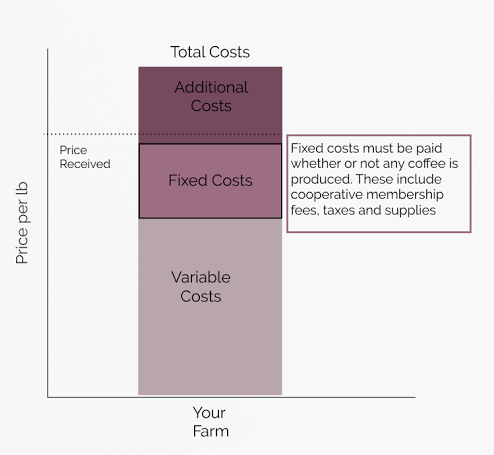 Total Costs
Additional
Costs
Price
Received
Fixed Costs
Fixed costs must be paid
whether or not any coffee is
produced. These include
cooperative membership
fees, taxes and supplies
Price per lb
Variable
Costs
Your
Farm